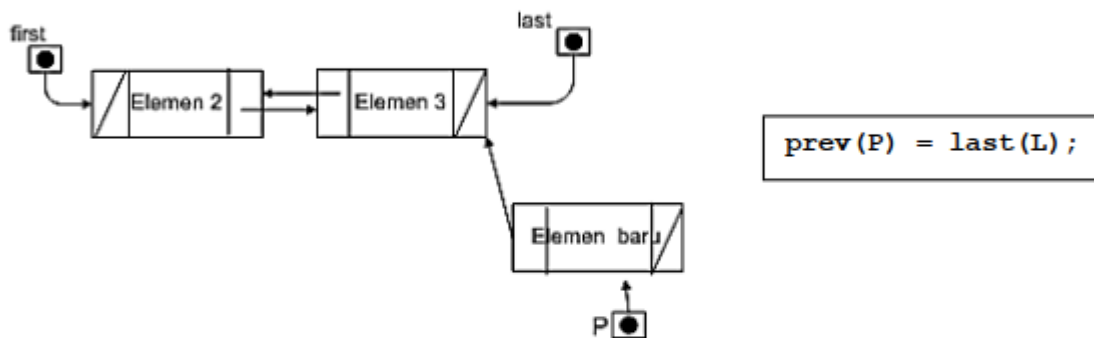 first
last
Elemen 2
Elemen 3
prev(P) = last(L);
Elemen baru
P